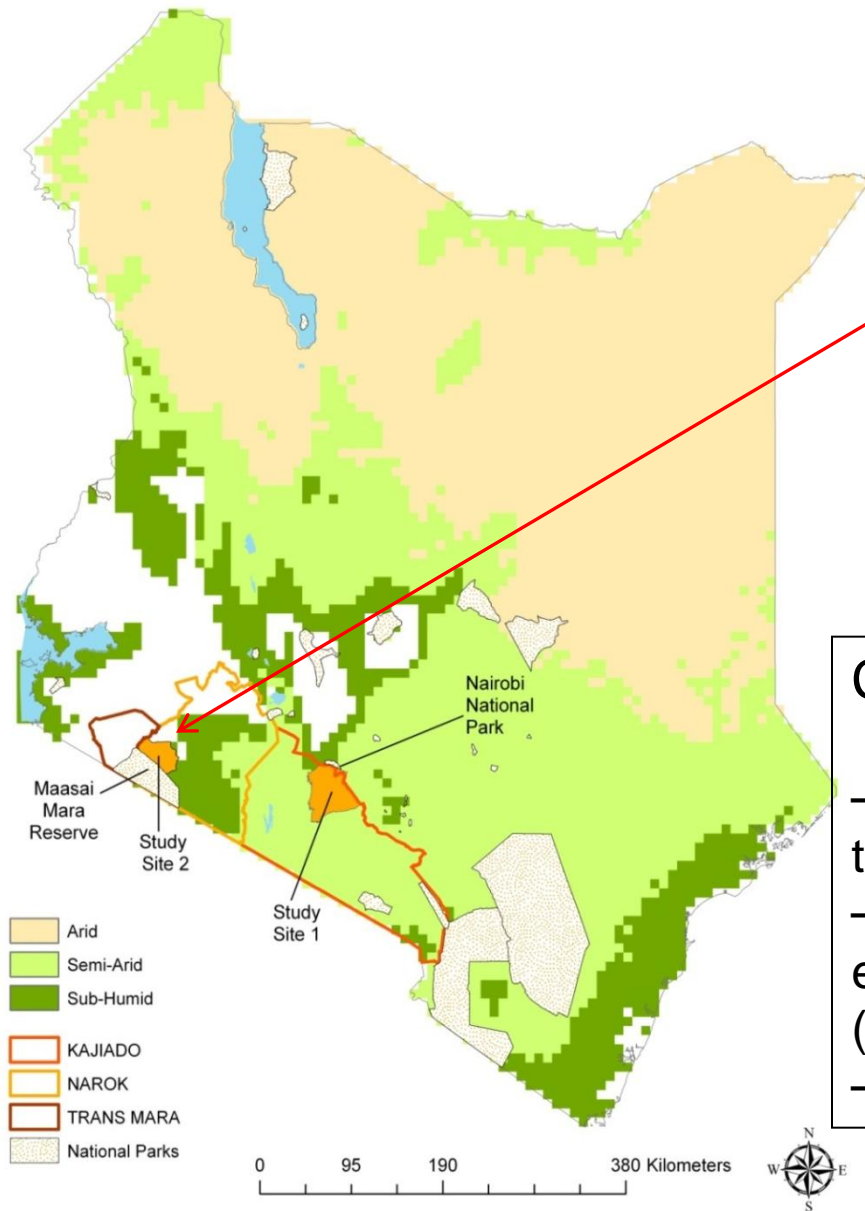 Nairobi
National
Park
Maasai
Mara
Reserve
Study
Site 2
Study
Site 1
Arid
Semi-Arid
Sub-Humid
KAJIADO
NAROK
TRANS MARA
National Parks
0 95 190 380 Kilometers
N
W E
S
t
e
(